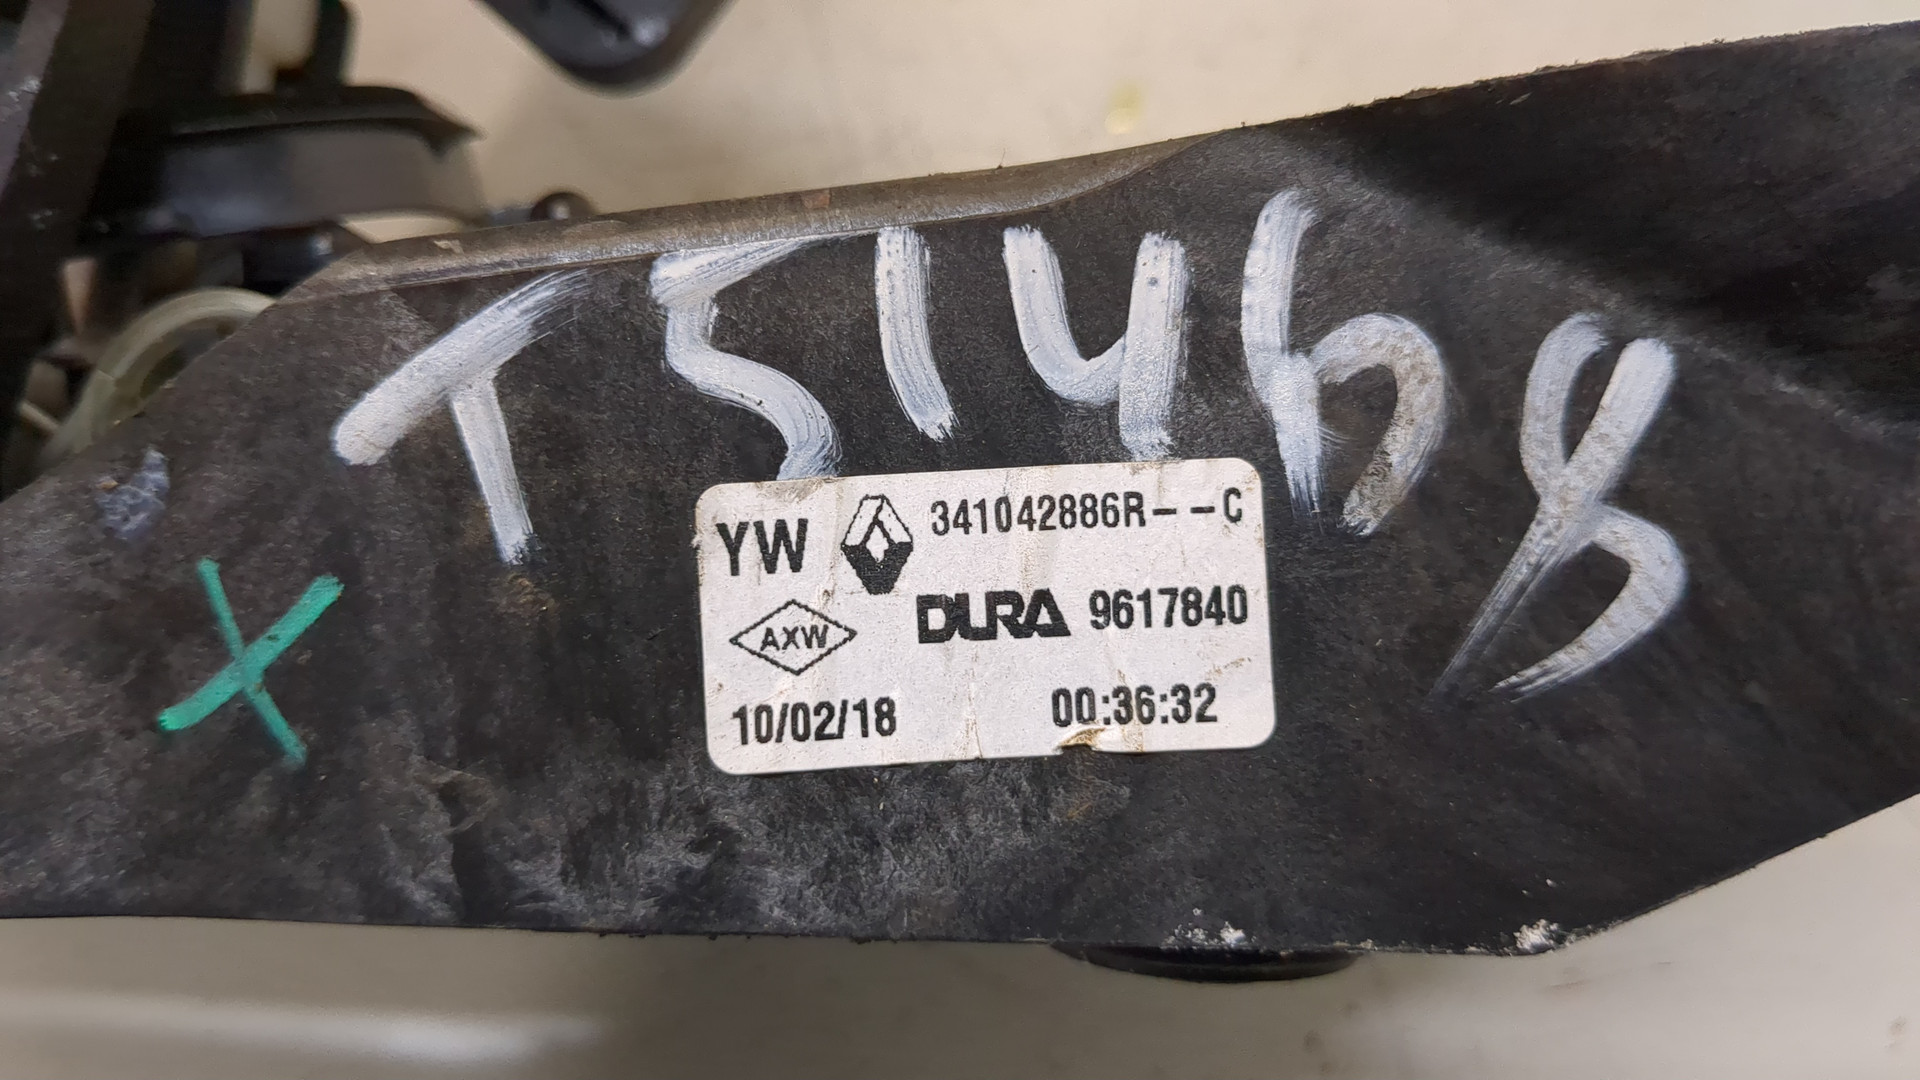 T51468
YW 341042886R--C
DURA 9617840
AXW
10/02/18 00:36:32